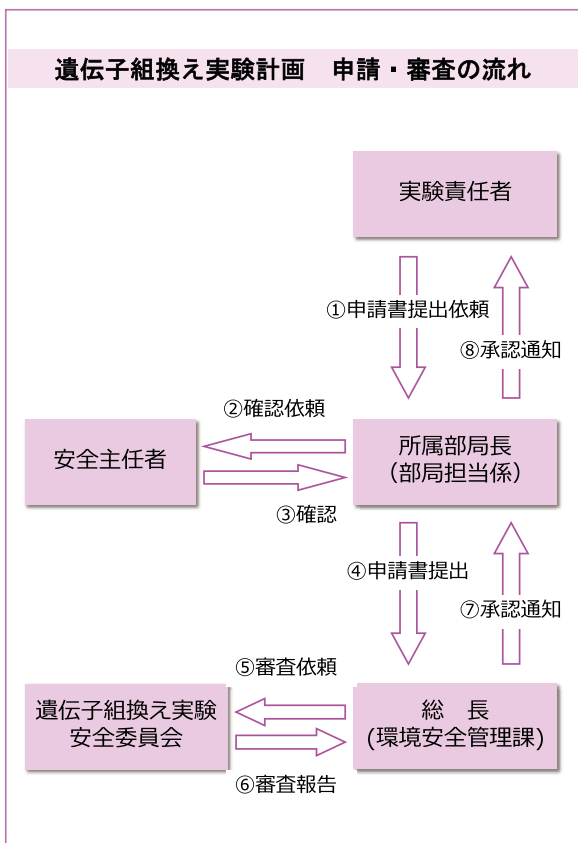 遺伝子組換え実験計画　申請・審査の流れ
実験責任者
①申請書提出依頼
⑧承認通知
②確認依頼
安全主任者
所属部局長
（部局担当係）
③確認
④申請書提出
⑦承認通知
⑤審査依頼
遺伝子組換え実験
安全委員会
総　長
(環境安全管理課)
⑥審査報告